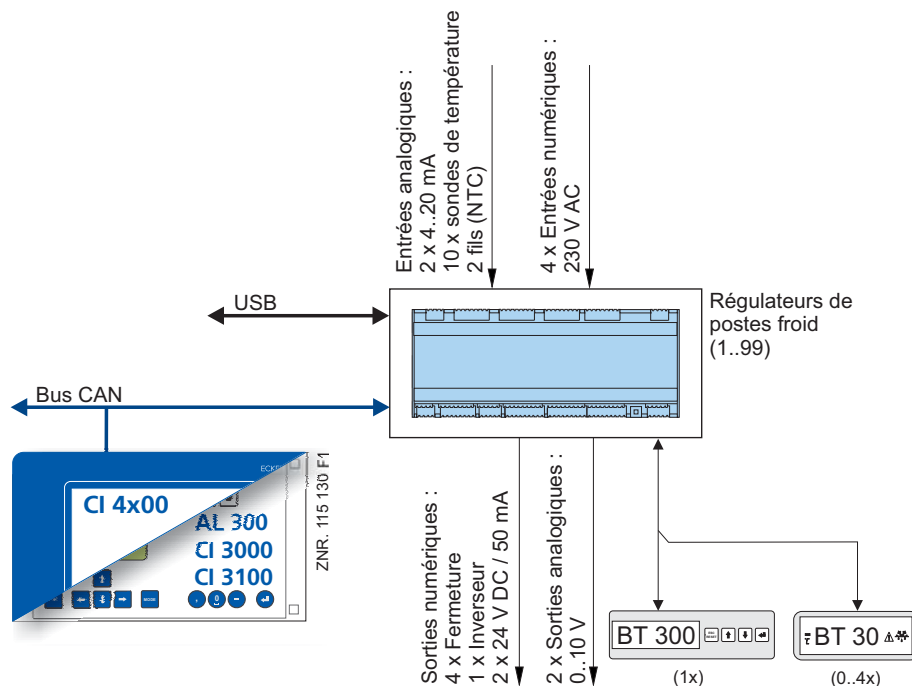 Entrées analogiques :
2 x 4..20 mA
10 x sondes de température
2 fils (NTC)
4 x Entrées numériques :
230 V AC
USB
Régulateurs de
postes froid
(1..99)
Bus CAN
CI 4x00
AL 300
CI 3000
CI 3100
MODE
ZNR. 115 130 F1
Sorties numériques :
4 x Fermeture
1 x Inverseur
2 x 24 V DC / 50 mA
2 x Sorties analogiques :
0..10 V
BT 300
(1x)
BT 30
(0..4x)